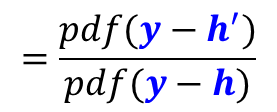 = pdf(y − h′)
pdf(y − h)